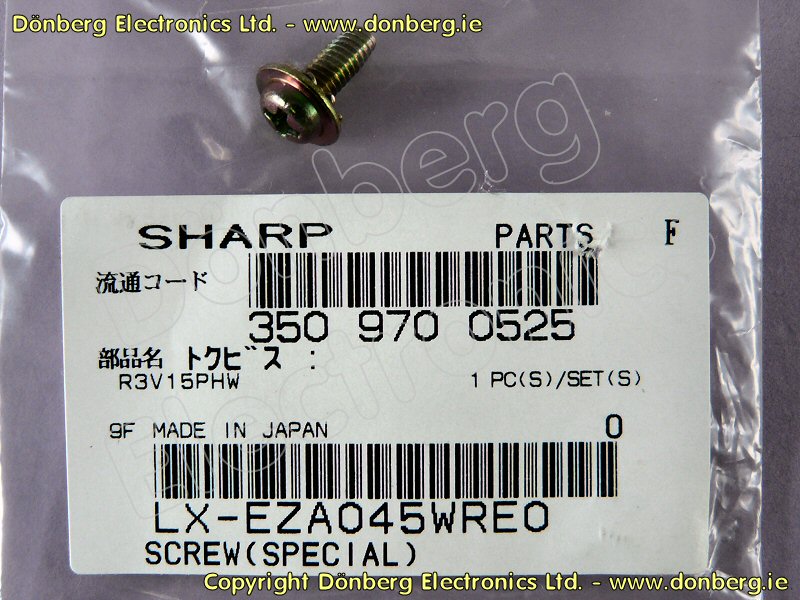 Dönberg Electronics Ltd. - www.donberg.ie
Dönberg Electronics
SHARP PARTS F
流通コード
350 970 0525
部品名 トクビス :
R3V15PHW 1 PC(S)/SET(S)
9F MADE IN JAPAN 0
LX-EZA045WRE0
SCREW(SPECIAL)
Copyright Dönberg Electronics Ltd. - www.donberg.ie